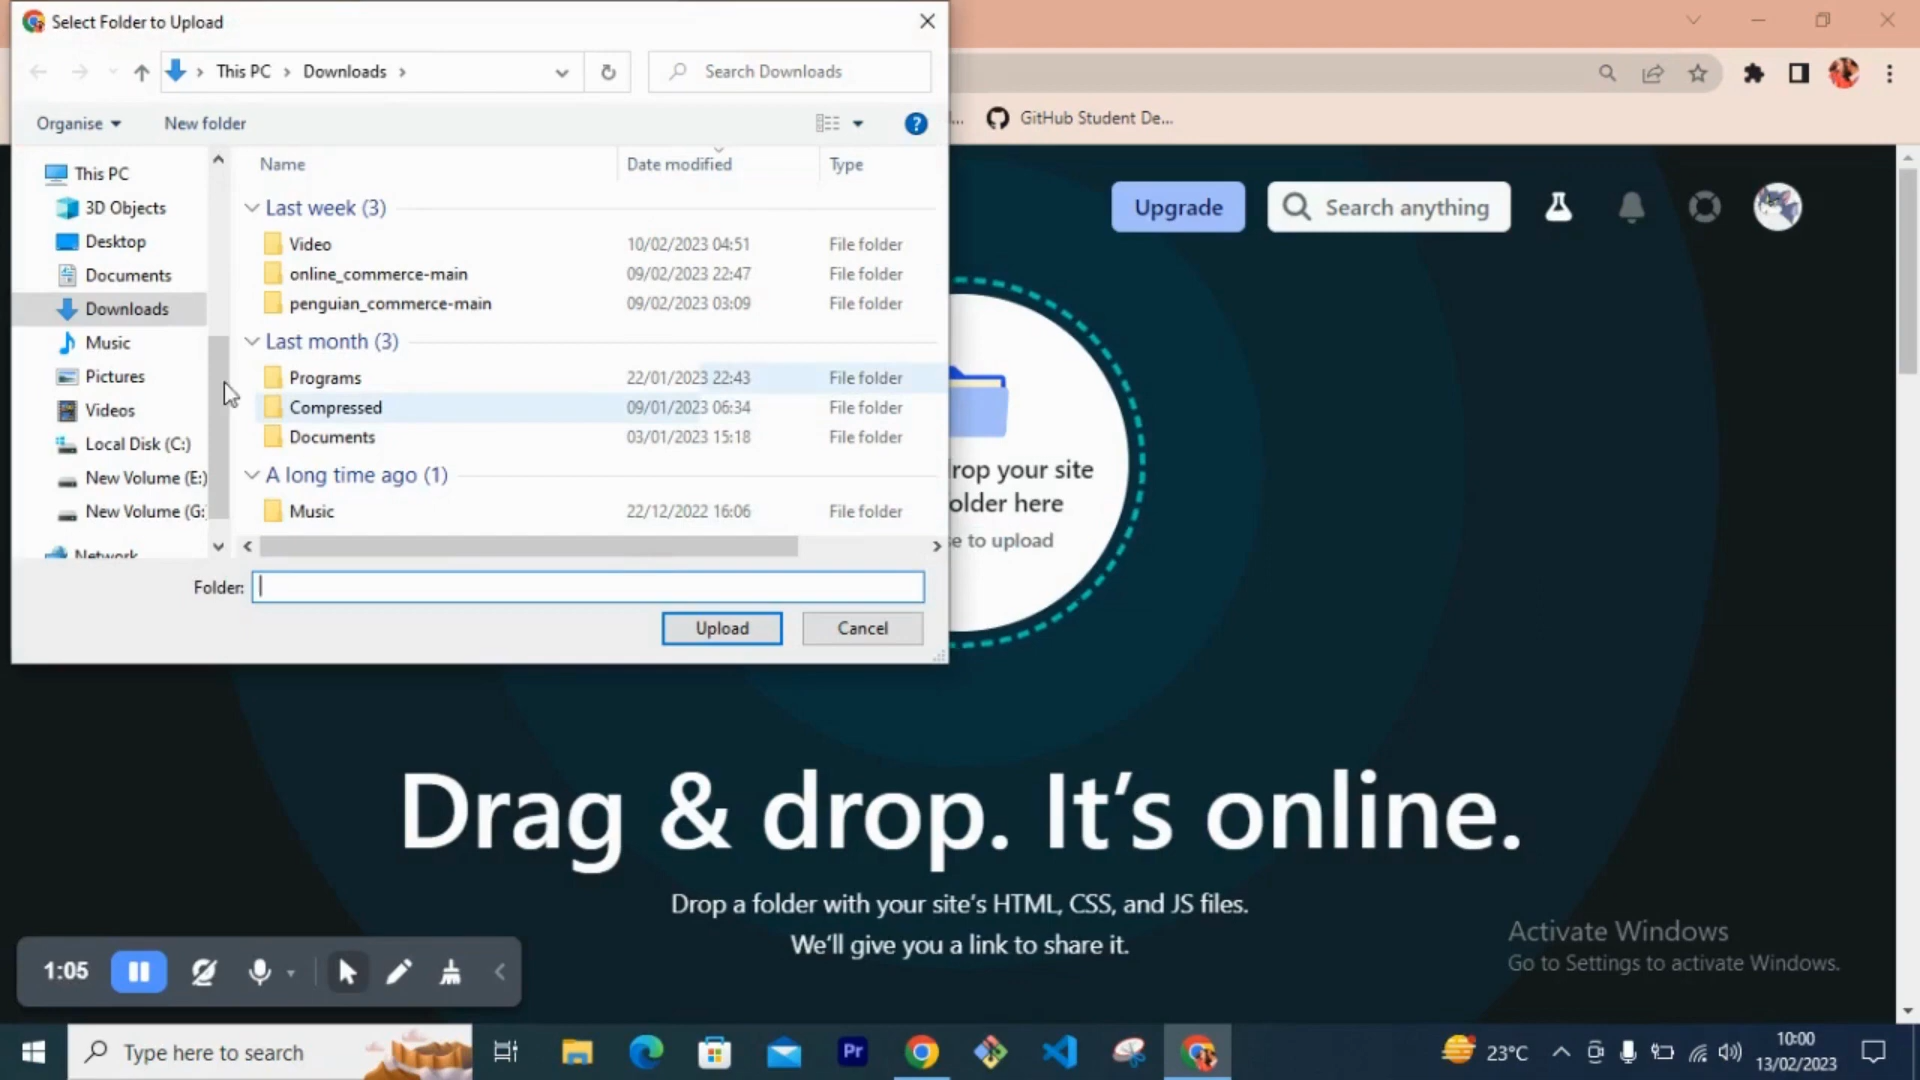 Select Folder to Upload
This PC > Downloads >
Search Downloads
Organise
New folder
?
GitHub Student De...
This PC
3D Objects
Desktop
Documents
Downloads
Music
Pictures
Videos
Local Disk (C:)
New Volume (E:)
New Volume (G:
Network
Name Date modified Type
Last week (3)
Video 10/02/2023 04:51 File folder
online_commerce-main 09/02/2023 22:47 File folder
penguian_commerce-main 09/02/2023 03:09 File folder
Last month (3)
Programs 22/01/2023 22:43 File folder
Compressed 09/01/2023 06:34 File folder
Documents 03/01/2023 15:18 File folder
A long time ago (1)
Music 22/12/2022 16:06 File folder
Folder:
Upload
Cancel
Upgrade
Search anything
rop your site
older here
e to upload
Drag & drop. It's online.
Drop a folder with your site's HTML, CSS, and JS files.
We'll give you a link to share it.
Activate Windows
Go to Settings to activate Windows.
1:05
Type here to search
Pr
23°C
10:00
13/02/2023